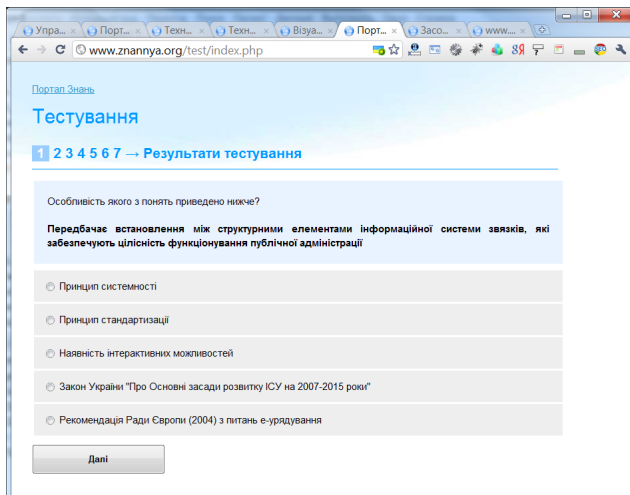 Упра...
Порт...
Техн...
Техн...
Візуа...
Порт...
Засо...
www....
www.znannya.org/test/index.php
Портал Знань
Тестування
1 2 3 4 5 6 7 → Результати тестування
Особливість якого з понять приведено нижче?
Передбачає встановлення між структурними елементами інформаційної системи звязків, які
забезпечують цілісність функціонування публічної адміністрації
Принцип системності
Принцип стандартизації
Наявність інтерактивних можливостей
Закон України "Про Основні засади розвитку ІСУ на 2007-2015 роки"
Рекомендація Ради Європи (2004) з питань е-урядування
Далі